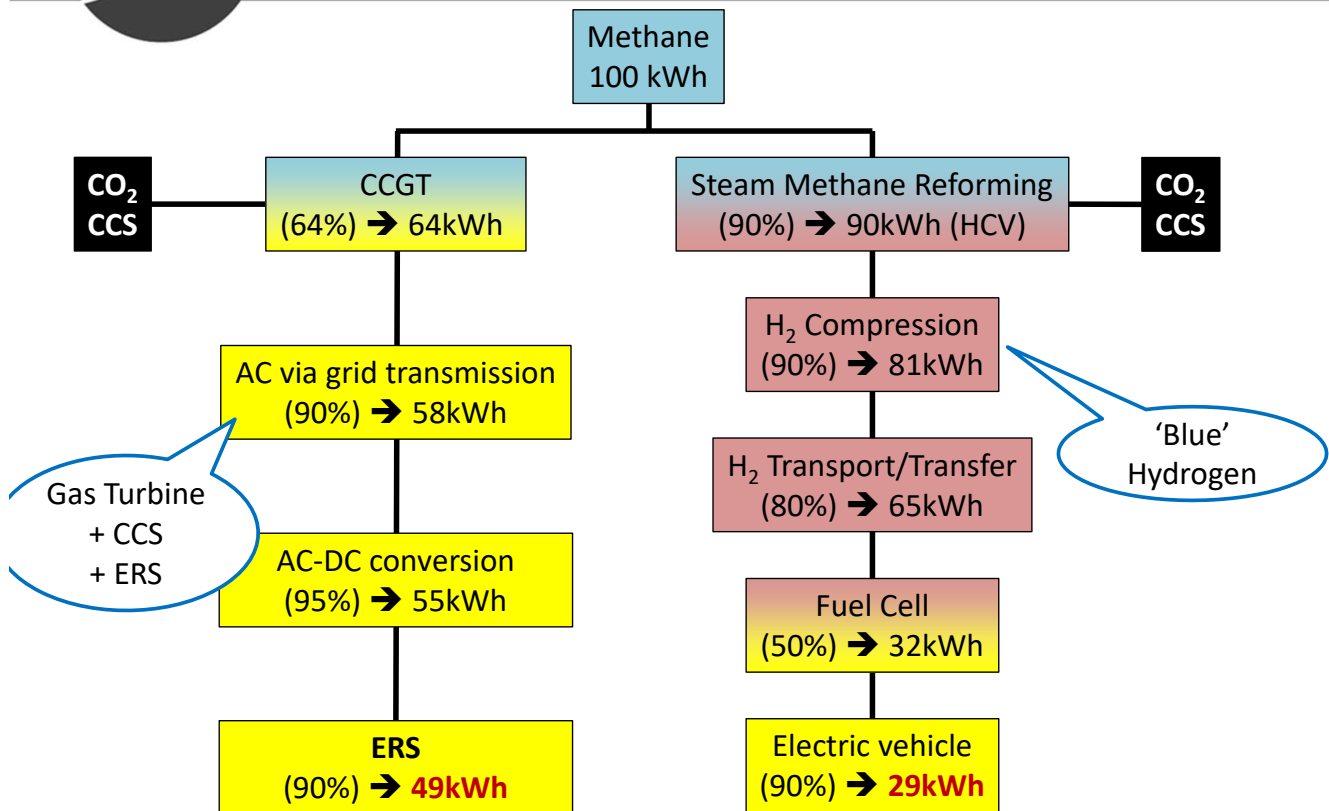 Methane
100 kWh
CO₂
CCS
CCGT
(64%) ➔ 64kWh
Steam Methane Reforming
(90%) ➔ 90kWh (HCV)
CO₂
CCS
AC via grid transmission
(90%) ➔ 58kWh
H₂ Compression
(90%) ➔ 81kWh
Gas Turbine
+ CCS
+ ERS
'Blue'
Hydrogen
H₂ Transport/Transfer
(80%) ➔ 65kWh
AC-DC conversion
(95%) ➔ 55kWh
Fuel Cell
(50%) ➔ 32kWh
ERS
(90%) ➔ 49kWh
Electric vehicle
(90%) ➔ 29kWh